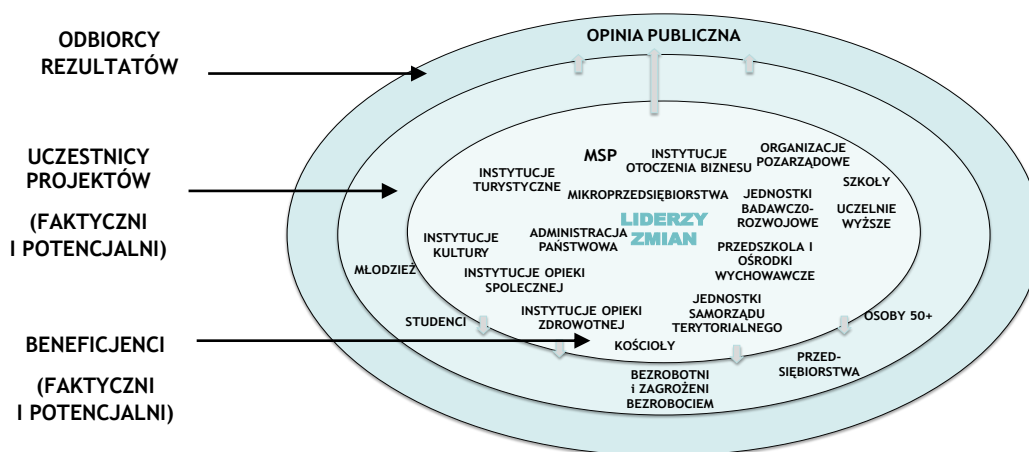 ODBIORCY
REZULTATÓW
UCZESTNICY
PROJEKTÓW
(FAKTYCZNI
I POTENCJALNI)
BENEFICJENCI
(FAKTYCZNI
I POTENCJALNI)
OPINIA PUBLICZNA
MSP
INSTYTUCJE
OTOCZENIA BIZNESU
ORGANIZACJE
POZARZĄDOWE
INSTYTUCJE
TURYSTYCZNE
MIKROPRZEDSIĘBIORSTWA
JEDNOSTKI
BADAWCZO-
ROZWOJOWE
SZKOŁY
UCZELNIE
WYŻSZE
LIDERZY
ZMIAN
ADMINISTRACJA
PAŃSTWOWA
INSTYTUCJE
KULTURY
PRZEDSZKOLA I
OŚRODKI
WYCHOWAWCZE
MŁODZIEŻ
INSTYTUCJE OPIEKI
SPOŁECZNEJ
INSTYTUCJE OPIEKI
ZDROWOTNEJ
JEDNOSTKI
SAMORZĄDU
TERYTORIALNEGO
STUDENCI
OSOBY 50+
KOŚCIOŁY
PRZED-
SIĘBIORSTWA
BEZROBOTNI
i ZAGROŻENI
BEZROBOCIEM